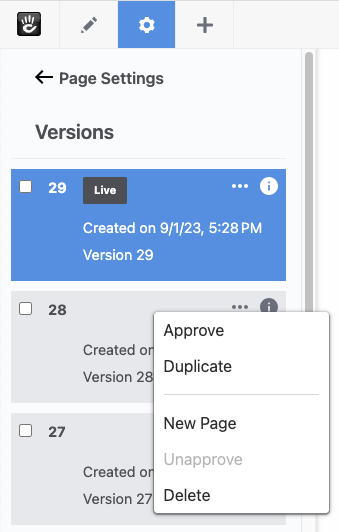 Page Settings
Versions
29 Live
Created on 9/1/23, 5:28 PM
Version 29
28
Created on
Version 28
27
Created on
Version 27
Approve
Duplicate
New Page
Unapprove
Delete